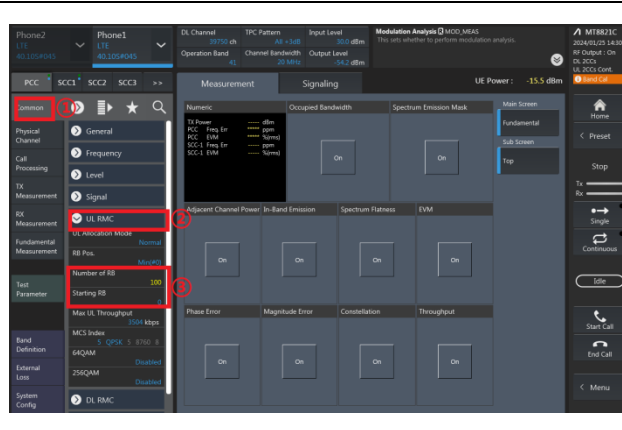 Phone2
LTE
40,105#045
Phone1
LTE
40,105#045
DL Channel
39750 ch
TPC Pattern
All +3dB
Input Level
30.0 dBm
Operation Band
41
Channel Bandwidth
20 MHz
Output Level
-54.2 dBm
Modulation Analysis MOD_MEAS
This sets whether to perform modulation analysis.
MT8821C
2024/01/25 14:30
RF Output : On
DL 2CCs
UL 2CCs Cont.
Band Cal
PCC
SCC1
SCC2
SCC3
>>
Measurement
Signaling
UE Power :
-15.5 dBm
Common
①
Physical
Channel
Call
Processing
TX
Measurement
RX
Measurement
Fundamental
Measurement
Test
Parameter
Band
Definition
External
Loss
System
Config
General
Frequency
Level
Signal
UL RMC
②
UL Allocation Mode
Normal
RB Pos.
Min(#0)
Number of RB
100
③
Starting RB
0
Max UL Throughput
3504 kbps
MCS Index
5 QPSK 5 8760 8
64QAM
Disabled
256QAM
Disabled
DL RMC
Numeric
TX Power ----- dBm
PCC Freq. Err ***** ppm
PCC EVM ***** %(rms)
SCC-1 Freq. Err ----- ppm
SCC-1 EVM ----- %(rms)
Occupied Bandwidth
On
Spectrum Emission Mask
On
Main Screen
Fundamental
Sub Screen
Top
Adjacent Channel Power
On
In-Band Emission
On
Spectrum Flatness
On
EVM
On
Phase Error
On
Magnitude Error
On
Constellation
On
Throughput
On
Home
< Preset
Stop
Tx
Rx
Single
Continuous
Idle
Start Call
End Call
< Menu